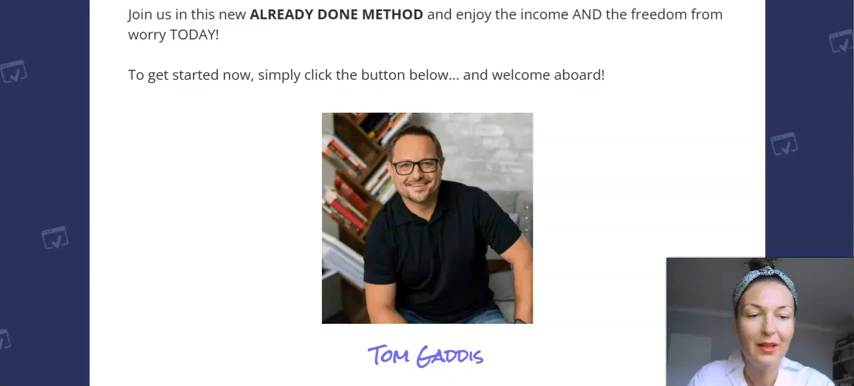 Join us in this new ALREADY DONE METHOD and enjoy the income AND the freedom from
worry TODAY!
To get started now, simply click the button below... and welcome aboard!
Tom Gaddis